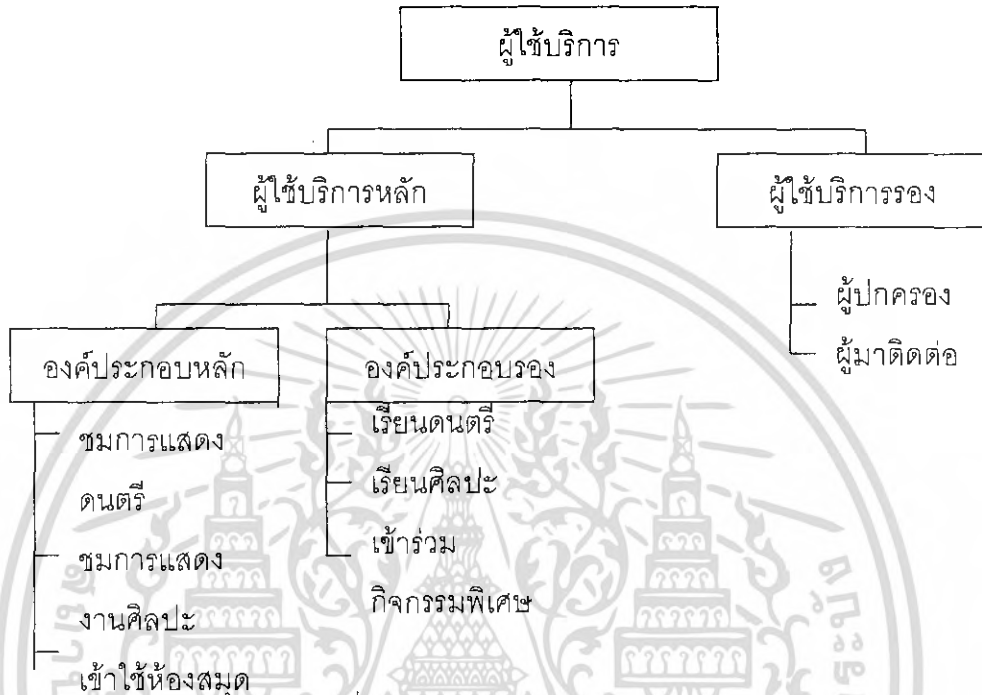 ผู้ใช้บริการ
ผู้ใช้บริการหลัก
ผู้ใช้บริการรอง
ผู้ปกครอง
ผู้มาติดต่อ
องค์ประกอบหลัก
องค์ประกอบรอง
ชมการแสดง
ดนตรี
ชมการแสดง
งานศิลปะ
เข้าใช้ห้องสมุด
เรียนดนตรี
เรียนศิลปะ
เข้าร่วม
กิจกรรมพิเศษ